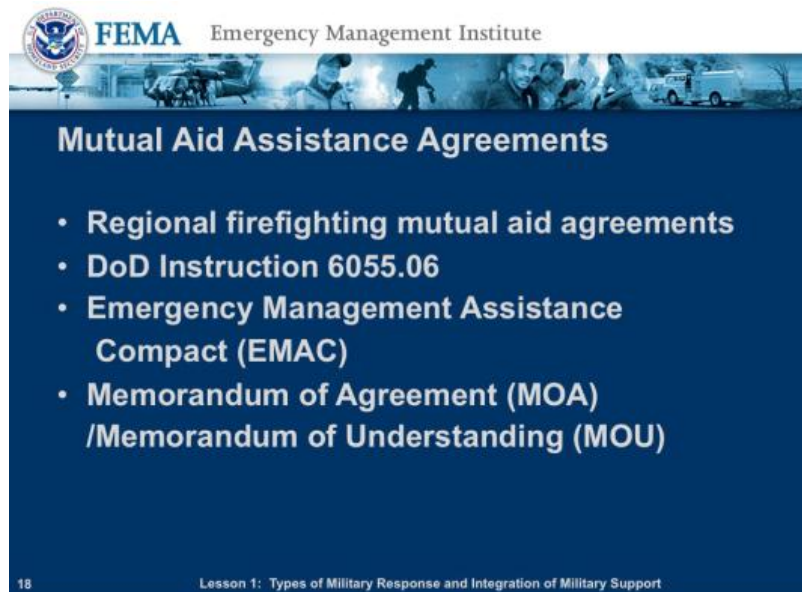 FEMA Emergency Management Institute
Mutual Aid Assistance Agreements
• Regional firefighting mutual aid agreements
• DoD Instruction 6055.06
• Emergency Management Assistance
Compact (EMAC)
• Memorandum of Agreement (MOA)
/Memorandum of Understanding (MOU)
18 Lesson 1: Types of Military Response and Integration of Military Support